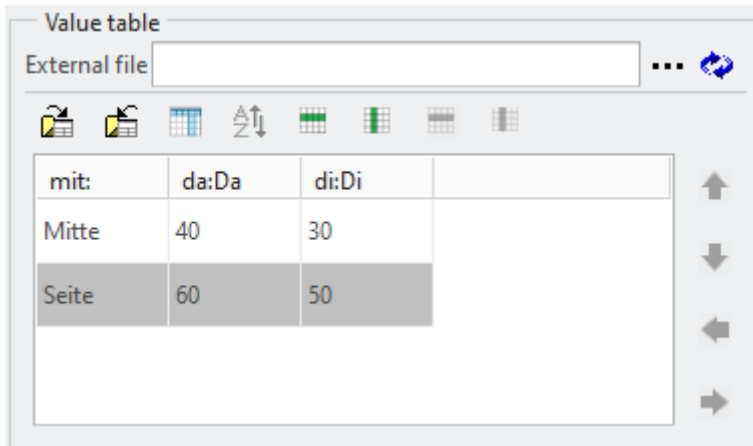 Value table
External file
mit: da:Da di:Di
Mitte 40 30
Seite 60 50